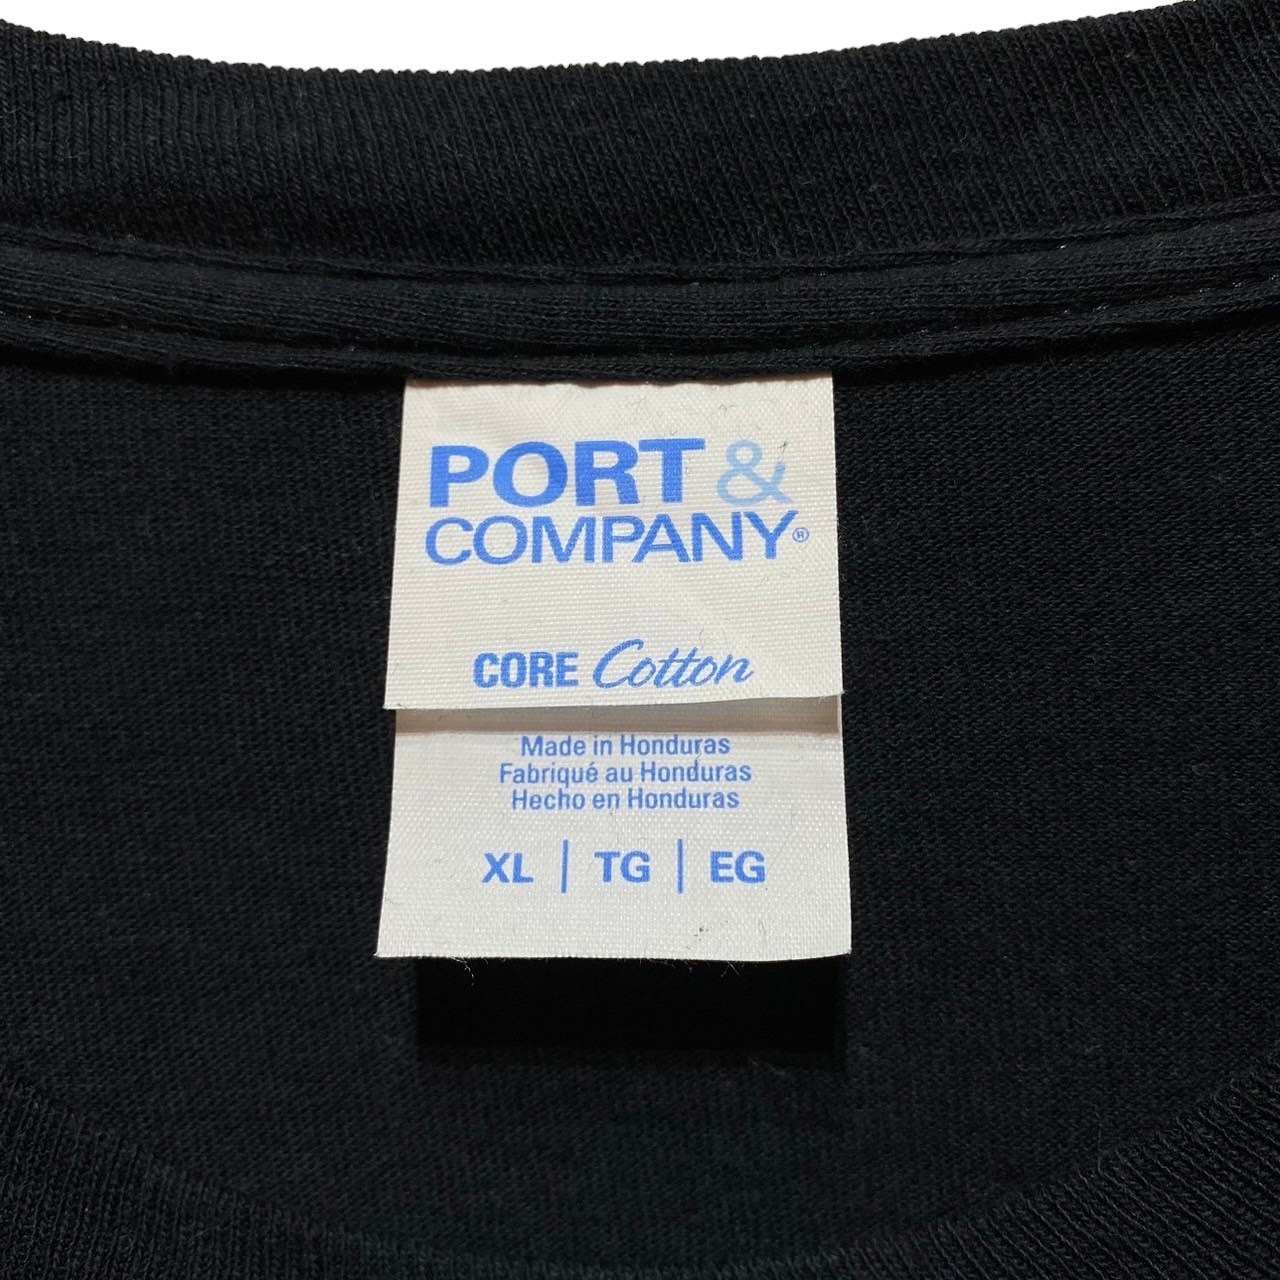 PORT &
COMPANY®
CORE Cotton
Made in Honduras
Fabriqué au Honduras
Hecho en Honduras
XL | TG | EG